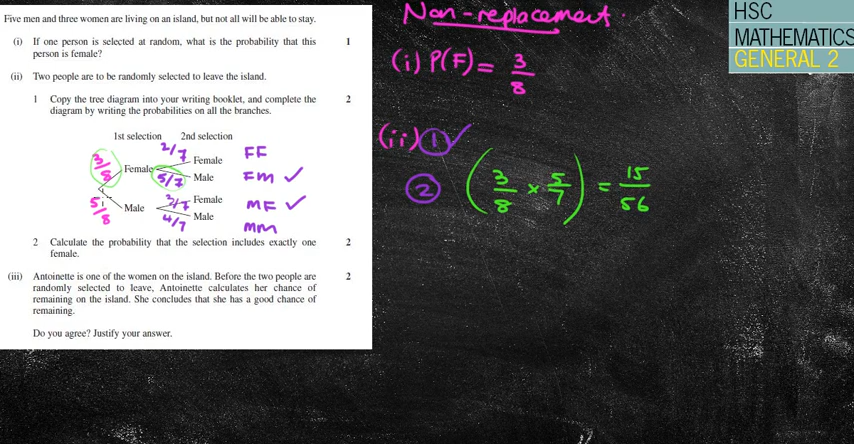 Five men and three women are living on an island, but not all will be able to stay.
(i) If one person is selected at random, what is the probability that this 1
person is female?
(ii) Two people are to be randomly selected to leave the island.
1 Copy the tree diagram into your writing booklet, and complete the 2
diagram by writing the probabilities on all the branches.
1st selection 2nd selection
2/7 Female FF
3/8 Female
5/7 Male FM ✓
5/8 Male
3/7 Female MF ✓
4/7 Male MM
2 Calculate the probability that the selection includes exactly one 2
female.
(iii) Antoinette is one of the women on the island. Before the two people are 2
randomly selected to leave, Antoinette calculates her chance of
remaining on the island. She concludes that she has a good chance of
remaining.
Do you agree? Justify your answer.
Non-replacement.
(i) P(F) = 3/8
(ii) 1 ✓
2 (3/8 × 5/7) = 15/56
HSC
MATHEMATICS
GENERAL 2